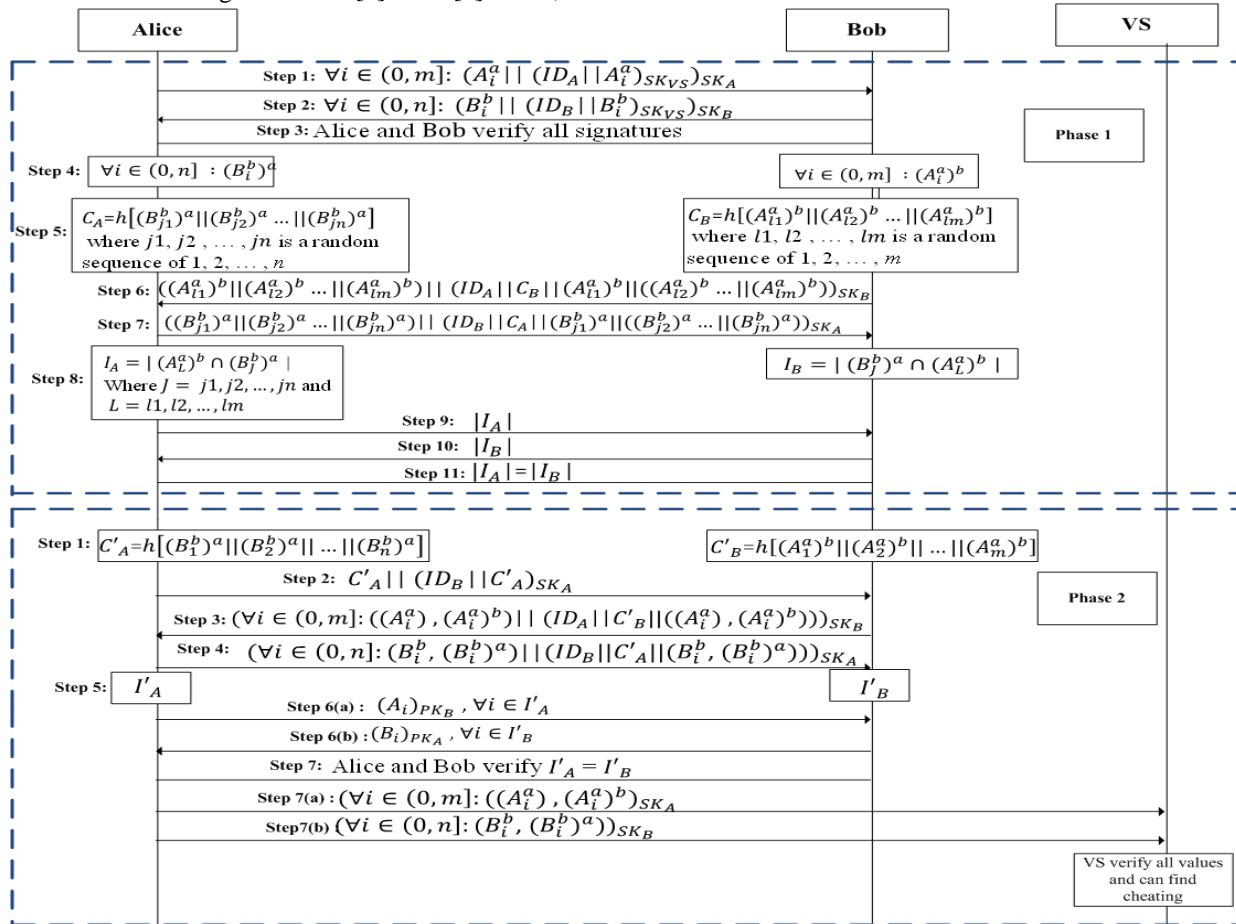 Alice Bob VS
Step 1: ∀i ∈ (0, m]: (A_i^a || (ID_A || A_i^a)_{SK_{VS}})_{SK_A}
Step 2: ∀i ∈ (0, n]: (B_i^b || (ID_B || B_i^b)_{SK_{VS}})_{SK_B}
Step 3: Alice and Bob verify all signatures
Phase 1
Step 4: ∀i ∈ (0, n] : (B_i^b)^a
∀i ∈ (0, m] : (A_i^a)^b
Step 5:
C_A=h[(B_{j1}^b)^a||(B_{j2}^b)^a ...||(B_{jn}^b)^a]
where j1, j2 , ... , jn is a random
sequence of 1, 2, ... , n
C_B=h[(A_{l1}^a)^b||(A_{l2}^a)^b ...||(A_{lm}^a)^b]
where l1, l2 , ... , lm is a random
sequence of 1, 2, ... , m
Step 6: ((A_{l1}^a)^b||(A_{l2}^a)^b ...||(A_{lm}^a)^b)|| (ID_A||C_B||(A_{l1}^a)^b||((A_{l2}^a)^b ...||(A_{lm}^a)^b))_{SK_B}
Step 7: ((B_{j1}^b)^a||(B_{j2}^b)^a ...||(B_{jn}^b)^a)|| (ID_B||C_A||(B_{j1}^b)^a||((B_{j2}^b)^a ...||(B_{jn}^b)^a))_{SK_A}
Step 8:
I_A = | (A_L^a)^b ∩ (B_J^b)^a |
Where J = j1, j2, ..., jn and
L = l1, l2, ..., lm
I_B = | (B_J^b)^a ∩ (A_L^a)^b |
Step 9: |I_A|
Step 10: |I_B|
Step 11: |I_A|=|I_B|
Step 1: C'_A=h[(B_1^b)^a||(B_2^b)^a|| ...||(B_n^b)^a]
C'_B=h[(A_1^a)^b||(A_2^a)^b|| ...||(A_m^a)^b]
Step 2: C'_A|| (ID_B||C'_A)_{SK_A}
Phase 2
Step 3: (∀i ∈ (0, m]: ((A_i^a) , (A_i^a)^b)|| (ID_A||C'_B||((A_i^a) , (A_i^a)^b)))_{SK_B}
Step 4: (∀i ∈ (0, n]: (B_i^b, (B_i^b)^a)||(ID_B||C'_A||(B_i^b, (B_i^b)^a)))_{SK_A}
Step 5: I'_A I'_B
Step 6(a) : (A_i)_{PK_B} , ∀i ∈ I'_A
Step 6(b) : (B_i)_{PK_A} , ∀i ∈ I'_B
Step 7: Alice and Bob verify I'_A = I'_B
Step 7(a) : (∀i ∈ (0, m]: ((A_i^a) , (A_i^a)^b)_{SK_A}
Step7(b) (∀i ∈ (0, n]: (B_i^b, (B_i^b)^a))_{SK_B}
VS verify all values
and can find
cheating